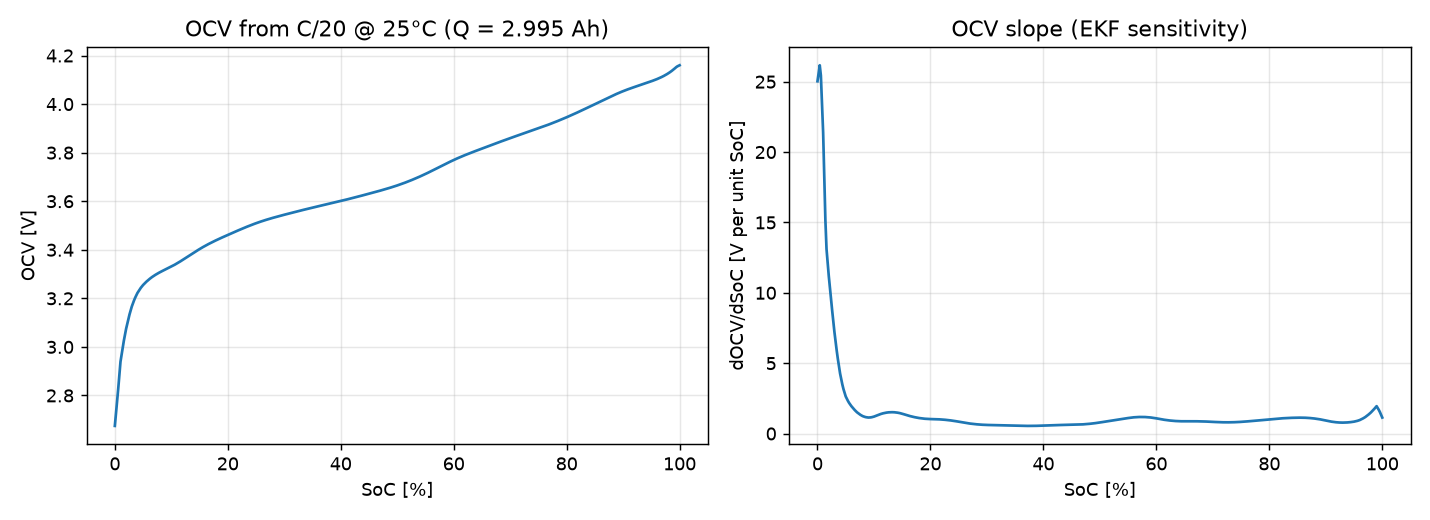 OCV from C/20 @ 25°C (Q = 2.995 Ah)
OCV [V]
4.2
4.0
3.8
3.6
3.4
3.2
3.0
2.8
0 20 40 60 80 100
SoC [%]
OCV slope (EKF sensitivity)
dOCV/dSoC [V per unit SoC]
25
20
15
10
5
0
0 20 40 60 80 100
SoC [%]